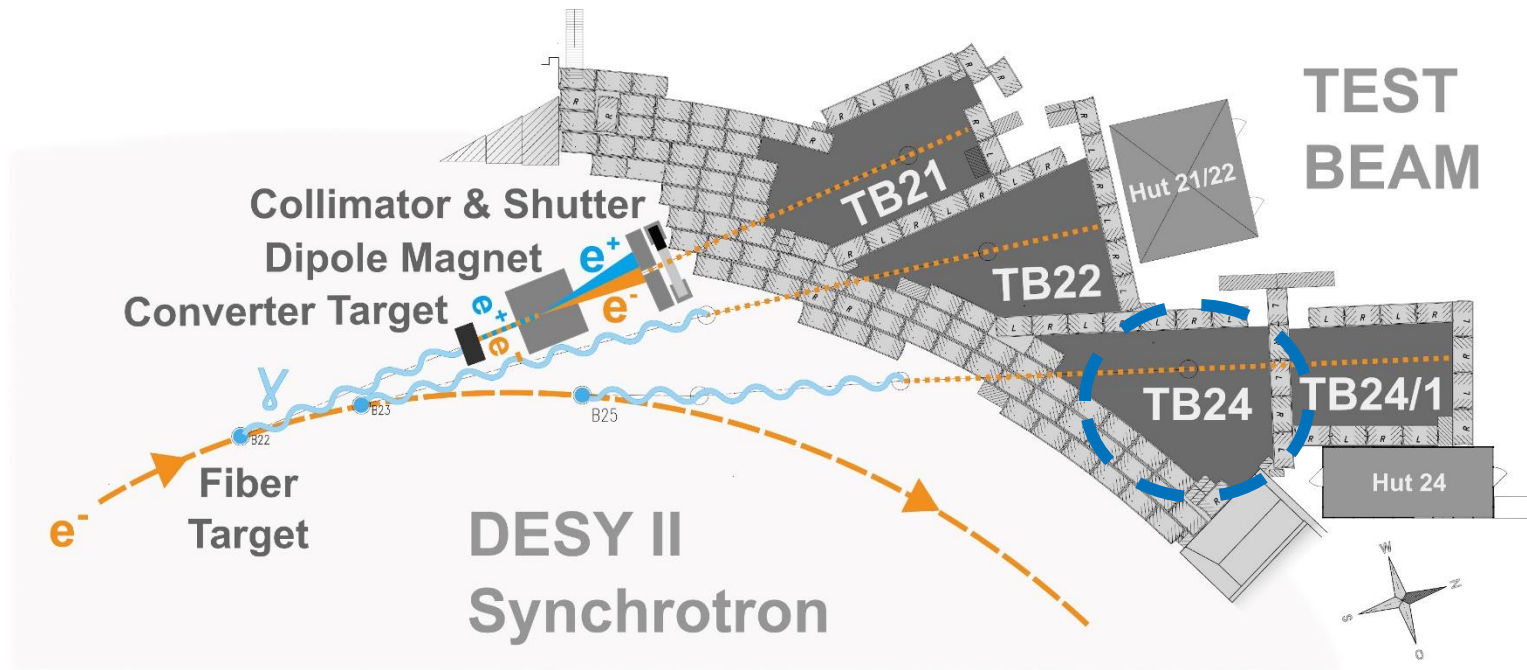 TEST
BEAM
Collimator & Shutter
Dipole Magnet
Converter Target
e+
e-
e+
e-
γ
B22
B23
B25
Fiber
Target
e-
DESY II
Synchrotron
TB21
TB22
TB24
TB24/1
Hut 21/22
Hut 24
W
N
S
O